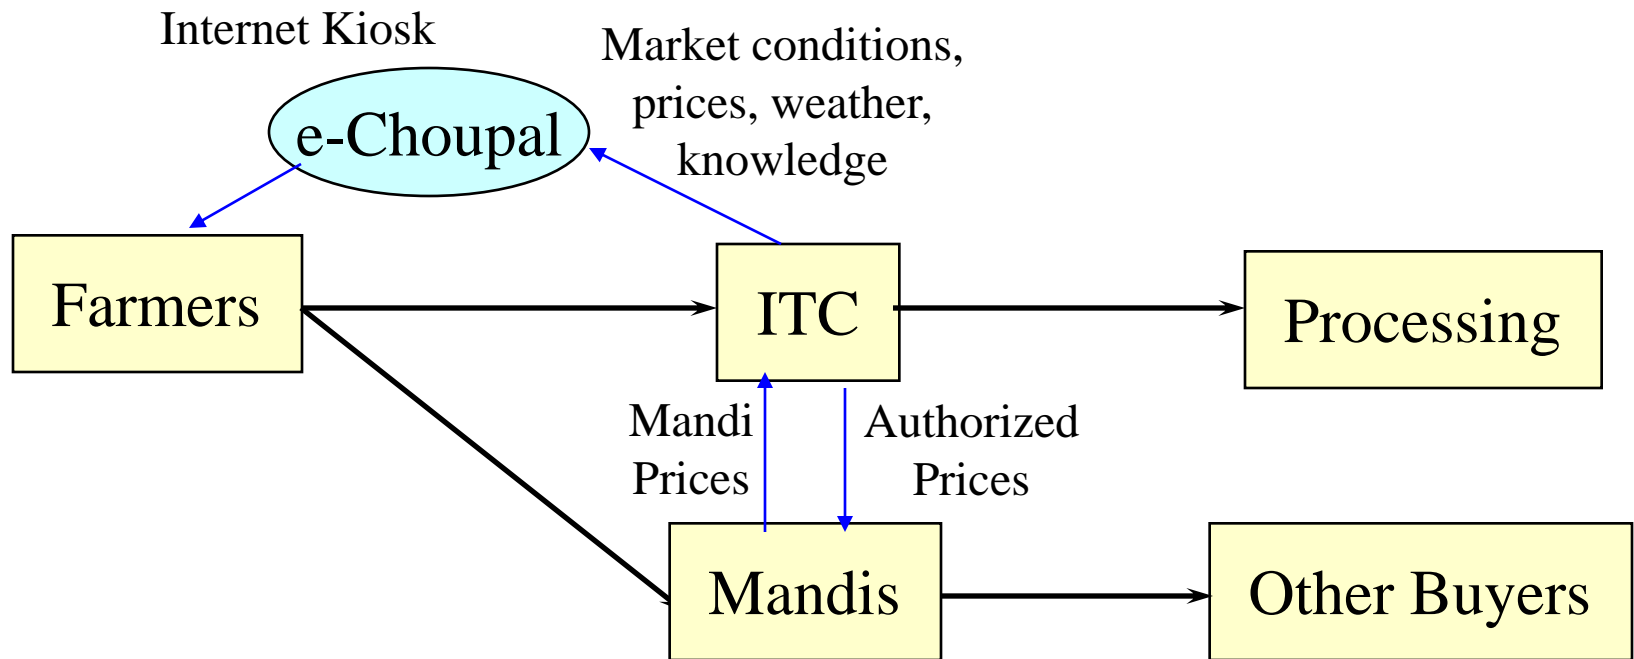 Internet Kiosk
Market conditions,
prices, weather,
knowledge
e-Choupal
Farmers
ITC
Processing
Mandi
Prices
Authorized
Prices
Mandis
Other Buyers